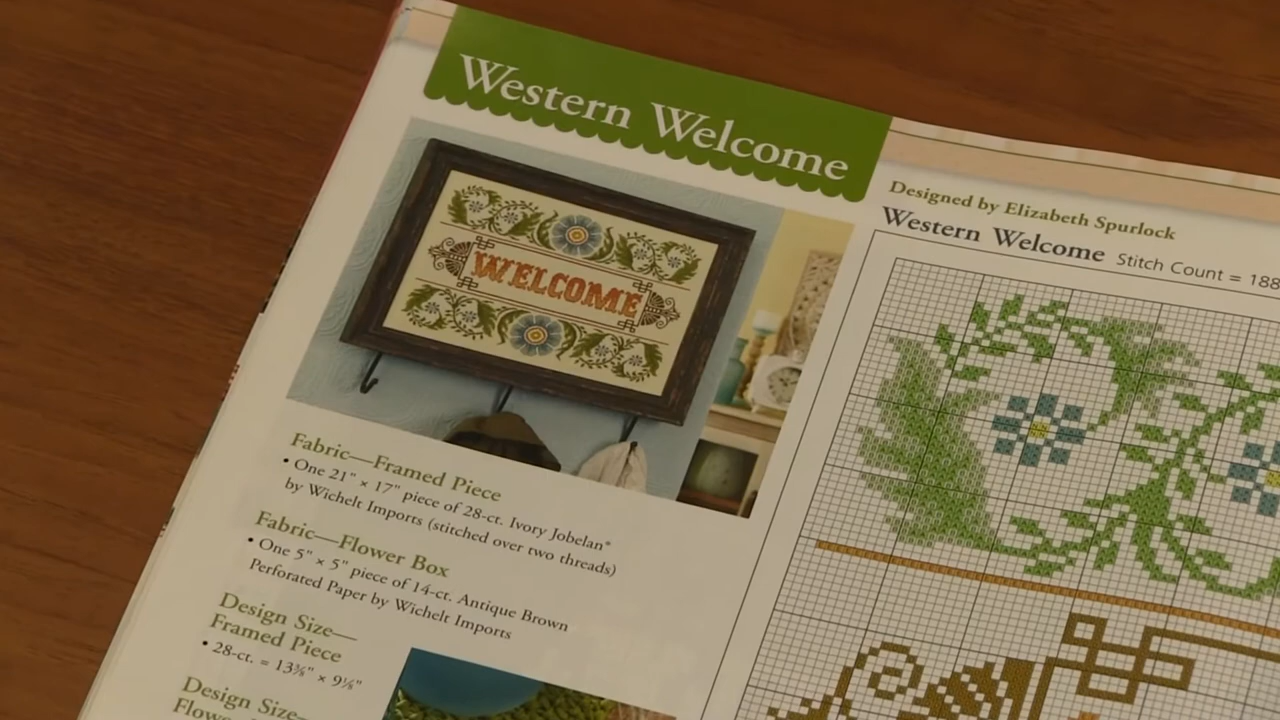 Western Welcome
WELCOME
Fabric—Framed Piece
• One 21" × 17" piece of 28-ct. Ivory Jobelan*
by Wichelt Imports (stitched over two threads)
Fabric—Flower Box
• One 5" × 5" piece of 14-ct. Antique Brown
Perforated Paper by Wichelt Imports
Design Size—
Framed Piece
• 28-ct. = 13⅜" × 9⅛"
Design Size—
Designed by Elizabeth Spurlock
Western Welcome Stitch Count = 188